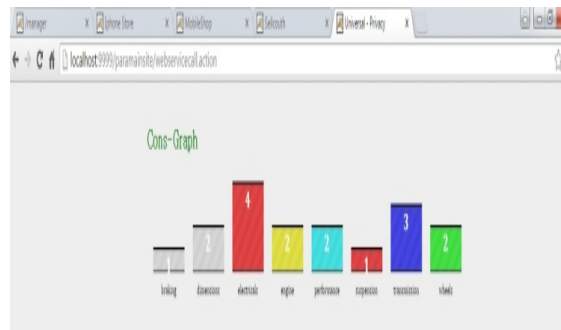 Imanager x Iphone Store x MobileShop x Sellcouth x Universal - Privacy x
localhost:9999/paramainsite/webservicecall.action
Cons-Graph
1 2 4 2 2 1 3 2
braking dimensions electricals engine performance suspension transmission wheels